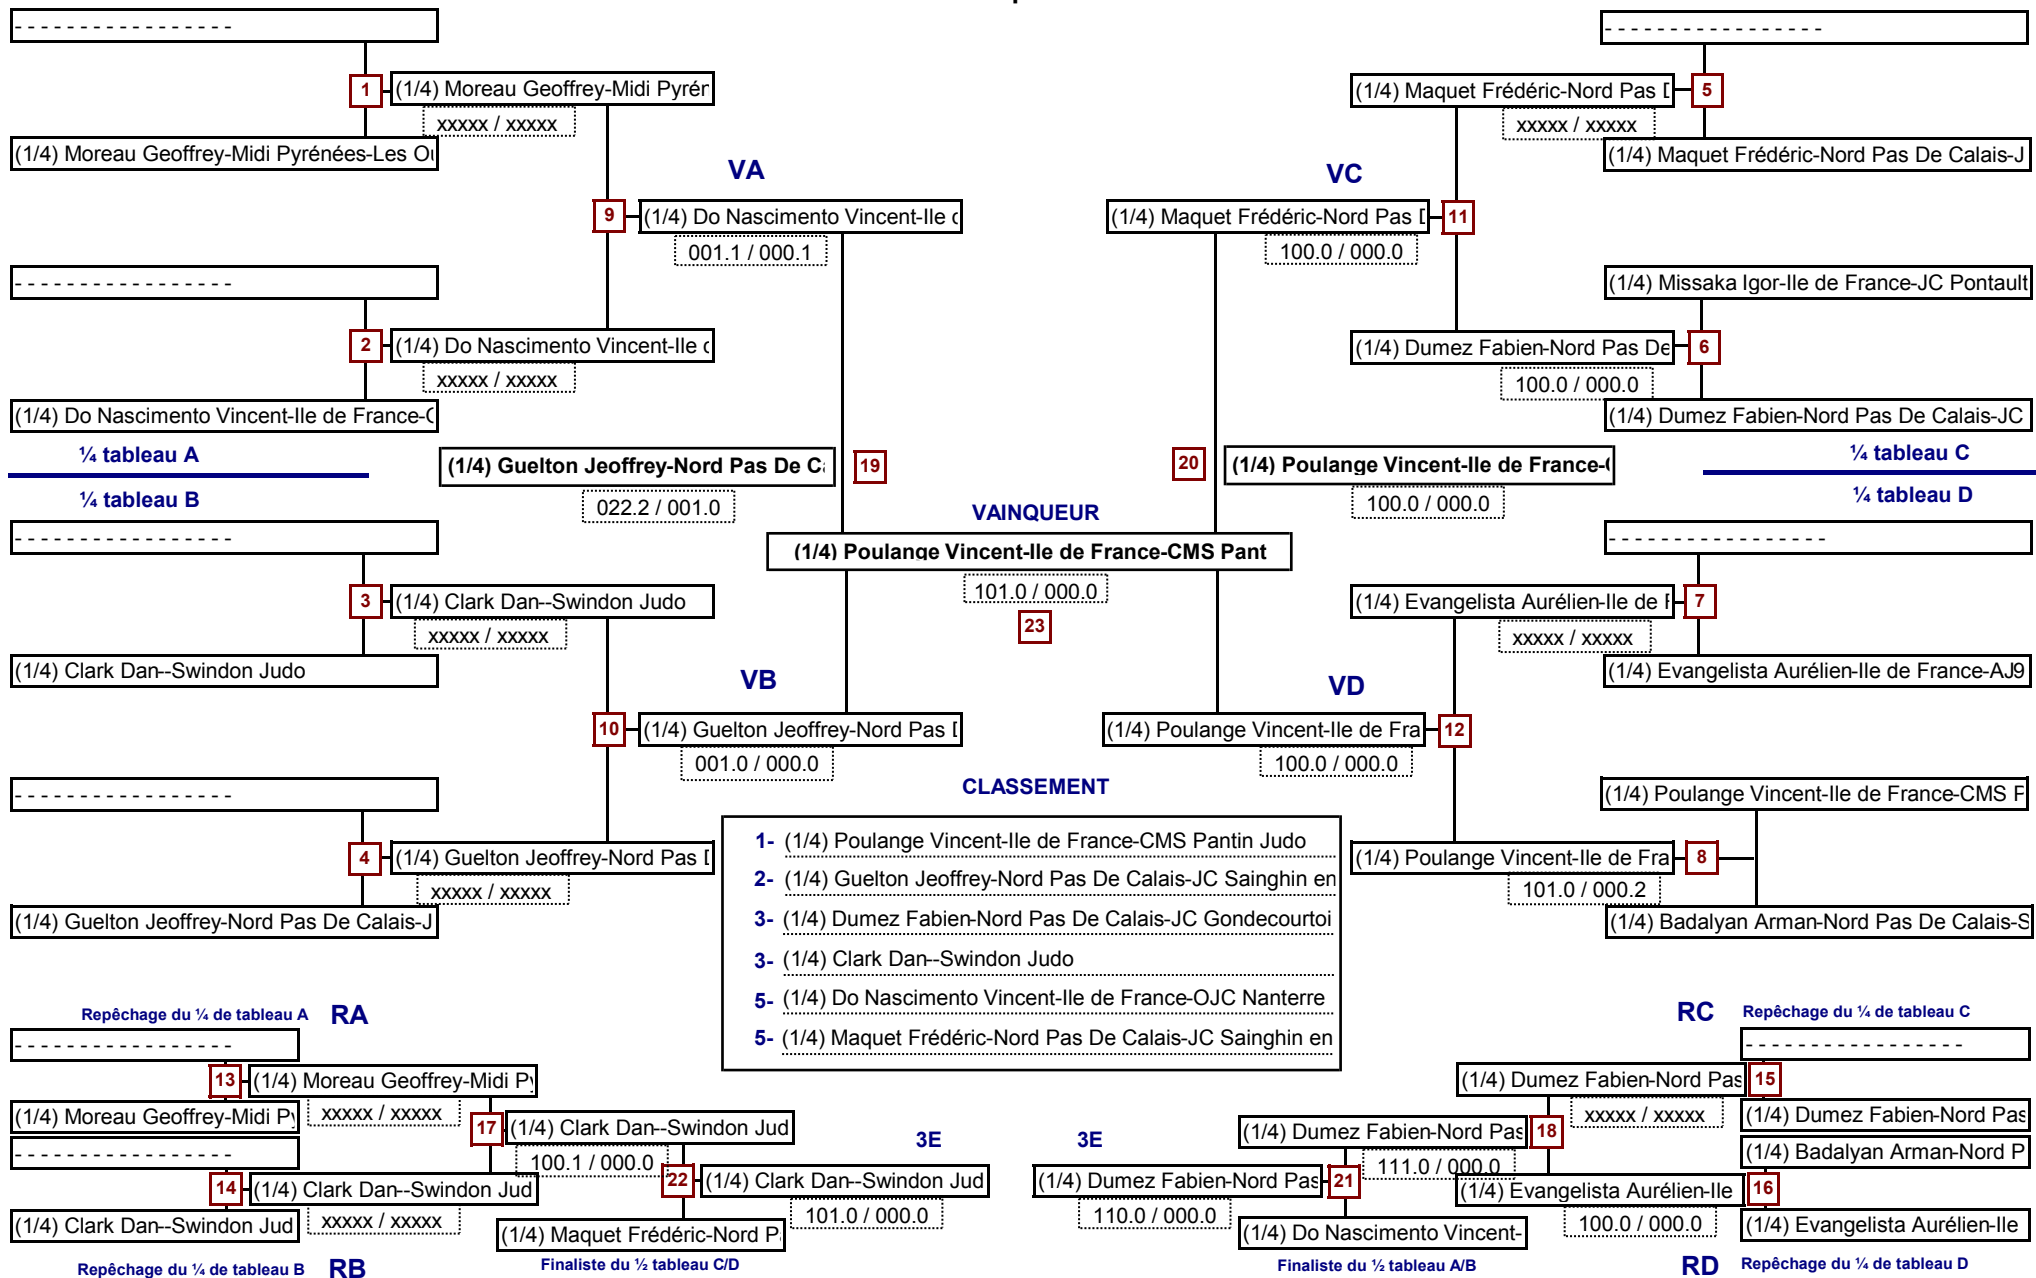 - - - - - - - - - - - - - - - - -
1
(1/4) Moreau Geoffrey-Midi Pyrén
xxxxx / xxxxx
(1/4) Moreau Geoffrey-Midi Pyrénées-Les Ou
VA
9
(1/4) Do Nascimento Vincent-Ile d
001.1 / 000.1
- - - - - - - - - - - - - - - - -
2
(1/4) Do Nascimento Vincent-Ile d
xxxxx / xxxxx
(1/4) Do Nascimento Vincent-Ile de France-O
¼ tableau A
¼ tableau B
(1/4) Guelton Jeoffrey-Nord Pas De Ca
19
022.2 / 001.0
- - - - - - - - - - - - - - - - -
3
(1/4) Clark Dan--Swindon Judo
xxxxx / xxxxx
(1/4) Clark Dan--Swindon Judo
VB
10
(1/4) Guelton Jeoffrey-Nord Pas D
001.0 / 000.0
- - - - - - - - - - - - - - - - -
4
(1/4) Guelton Jeoffrey-Nord Pas D
xxxxx / xxxxx
(1/4) Guelton Jeoffrey-Nord Pas De Calais-J
VAINQUEUR
(1/4) Poulange Vincent-Ile de France-CMS Pant
101.0 / 000.0
23
- - - - - - - - - - - - - - - - -
(1/4) Maquet Frédéric-Nord Pas D
5
xxxxx / xxxxx
(1/4) Maquet Frédéric-Nord Pas De Calais-J
VC
(1/4) Maquet Frédéric-Nord Pas D
11
100.0 / 000.0
(1/4) Missaka Igor-Ile de France-JC Pontault
(1/4) Dumez Fabien-Nord Pas De
6
100.0 / 000.0
(1/4) Dumez Fabien-Nord Pas De Calais-JC
¼ tableau C
¼ tableau D
20
(1/4) Poulange Vincent-Ile de France-C
100.0 / 000.0
- - - - - - - - - - - - - - - - -
(1/4) Evangelista Aurélien-Ile de F
7
xxxxx / xxxxx
(1/4) Evangelista Aurélien-Ile de France-AJ9
VD
(1/4) Poulange Vincent-Ile de Fra
12
100.0 / 000.0
(1/4) Poulange Vincent-Ile de France-CMS P
(1/4) Poulange Vincent-Ile de Fra
8
101.0 / 000.2
(1/4) Badalyan Arman-Nord Pas De Calais-S
CLASSEMENT
1- (1/4) Poulange Vincent-Ile de France-CMS Pantin Judo
2- (1/4) Guelton Jeoffrey-Nord Pas De Calais-JC Sainghin en
3- (1/4) Dumez Fabien-Nord Pas De Calais-JC Gondecourtoi
3- (1/4) Clark Dan--Swindon Judo
5- (1/4) Do Nascimento Vincent-Ile de France-OJC Nanterre
5- (1/4) Maquet Frédéric-Nord Pas De Calais-JC Sainghin en
Repêchage du ¼ de tableau A RA
- - - - - - - - - - - - - - - - -
13
(1/4) Moreau Geoffrey-Midi Py
(1/4) Moreau Geoffrey-Midi Py
xxxxx / xxxxx
- - - - - - - - - - - - - - - - -
17
(1/4) Clark Dan--Swindon Jud
100.1 / 000.0
14
(1/4) Clark Dan--Swindon Jud
(1/4) Clark Dan--Swindon Jud
xxxxx / xxxxx
Repêchage du ¼ de tableau B RB
22
(1/4) Maquet Frédéric-Nord Pa
Finaliste du ½ tableau C/D
3E
(1/4) Clark Dan--Swindon Jud
101.0 / 000.0
3E
(1/4) Dumez Fabien-Nord Pas
110.0 / 000.0
21
(1/4) Dumez Fabien-Nord Pas
18
111.0 / 000.0
(1/4) Do Nascimento Vincent-
Finaliste du ½ tableau A/B
RC Repêchage du ¼ de tableau C
- - - - - - - - - - - - - - - - -
(1/4) Dumez Fabien-Nord Pas
15
xxxxx / xxxxx
(1/4) Dumez Fabien-Nord Pas
(1/4) Badalyan Arman-Nord P
(1/4) Evangelista Aurélien-Ile
16
100.0 / 000.0
(1/4) Evangelista Aurélien-Ile
RD Repêchage du ¼ de tableau D